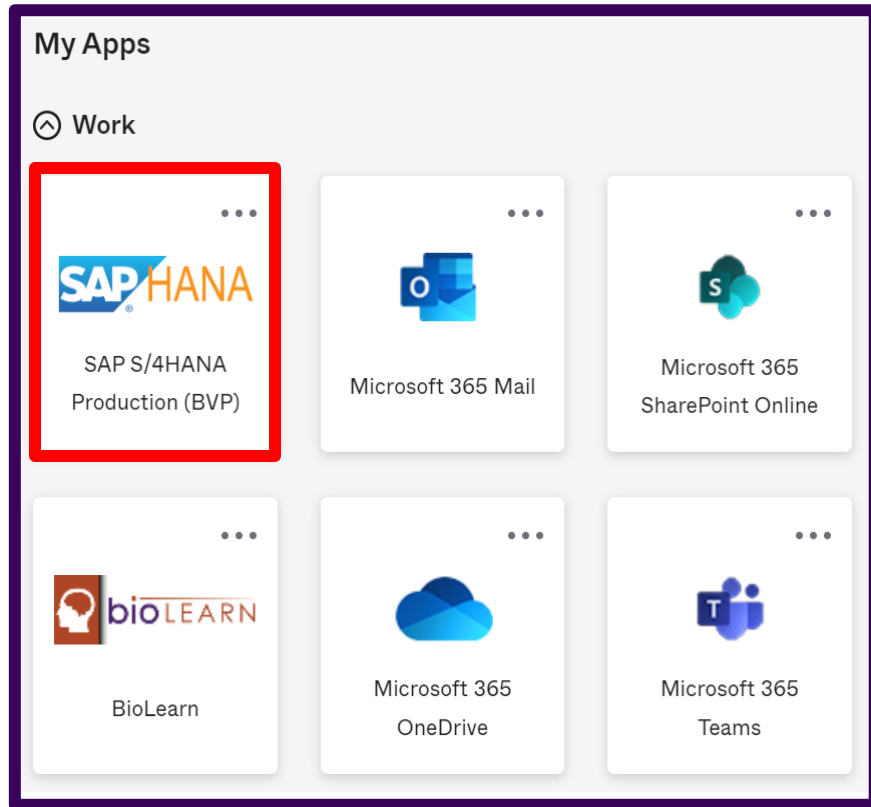 My Apps
Work
SAP HANA
®
SAP S/4HANA
Production (BVP)
O
Microsoft 365 Mail
S
Microsoft 365
SharePoint Online
bioLEARN
BioLearn
Microsoft 365
OneDrive
T
Microsoft 365
Teams